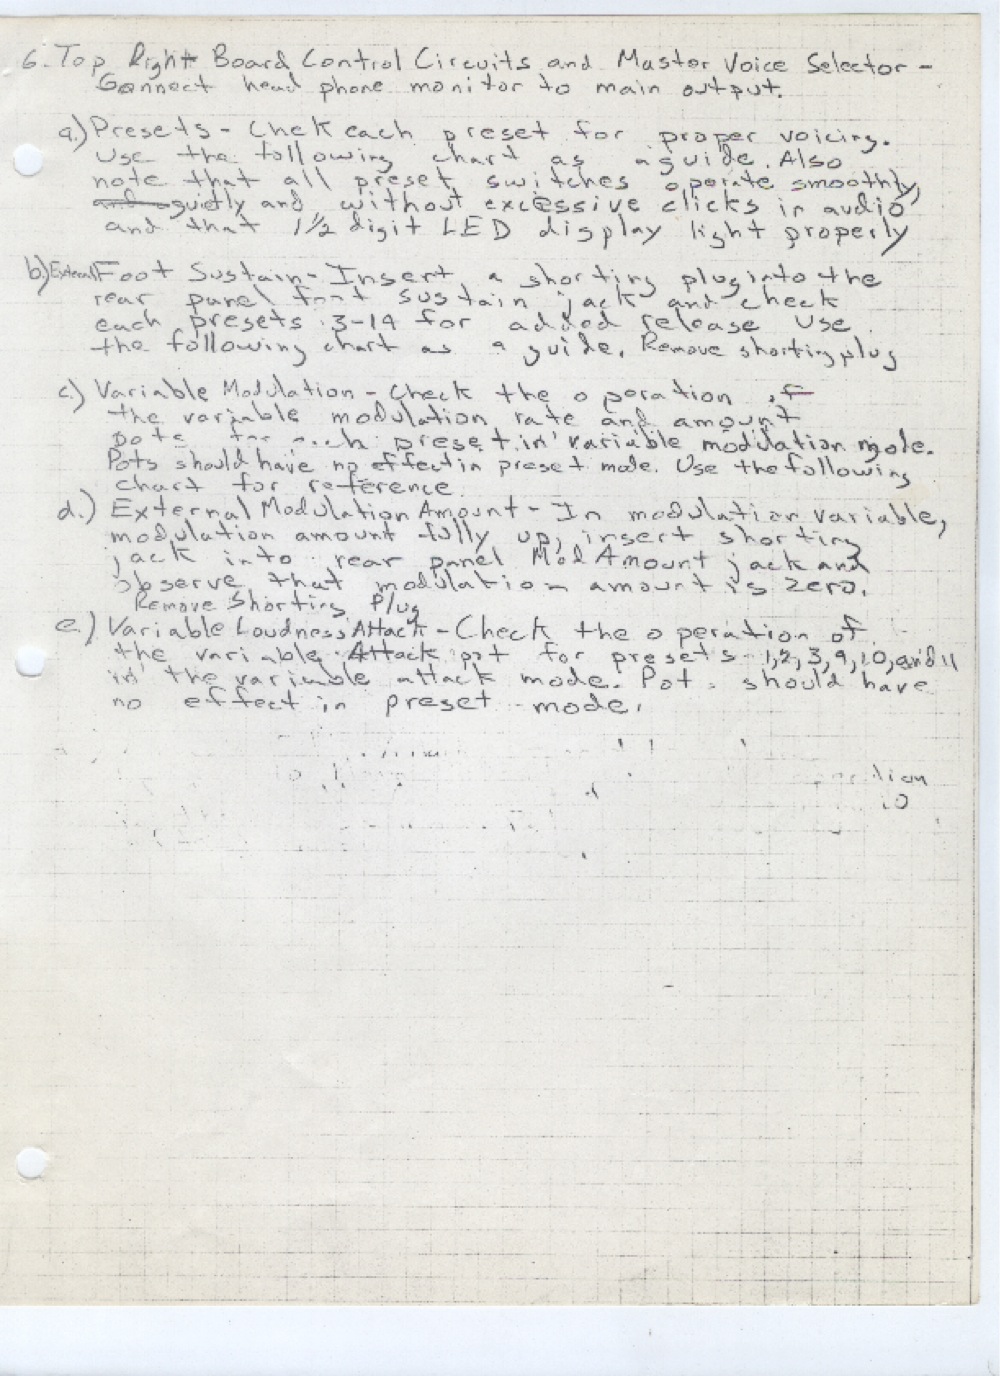 6. Top Right Board Control Circuits and Master Voice Selector -
Connect head phone monitor to main output.
a.) Presets - Chck each preset for proper voicing.
Use the following chart as a guide. Also
note that all preset switches operate smoothly,
and quetly and without excessive clicks in audio
and that 1½ digit LED display light properly
b.) External Foot Sustain - Insert a shorting plug into the
rear panel foot sustain jack and check
each presets 3-14 for added release Use
the following chart as a guide. Remove shorting plug
c.) Variable Modulation - Check the operation of
the variable modulation rate and amount
pots for each preset in variable modulation mode.
Pots should have no effect in preset mode. Use the following
chart for reference.
d.) External Modulation Amount - In modulation variable,
modulation amount fully up, insert shorting
jack into rear panel Mod Amount jack and
observe that modulation amount is zero.
Remove Shorting Plug
e.) Variable Loudness Attack - Check the operation of
the variable Attack pot for presets 1,2,3,9,10, and 11
in the variable attack mode. Pot should have
no effect in preset mode.